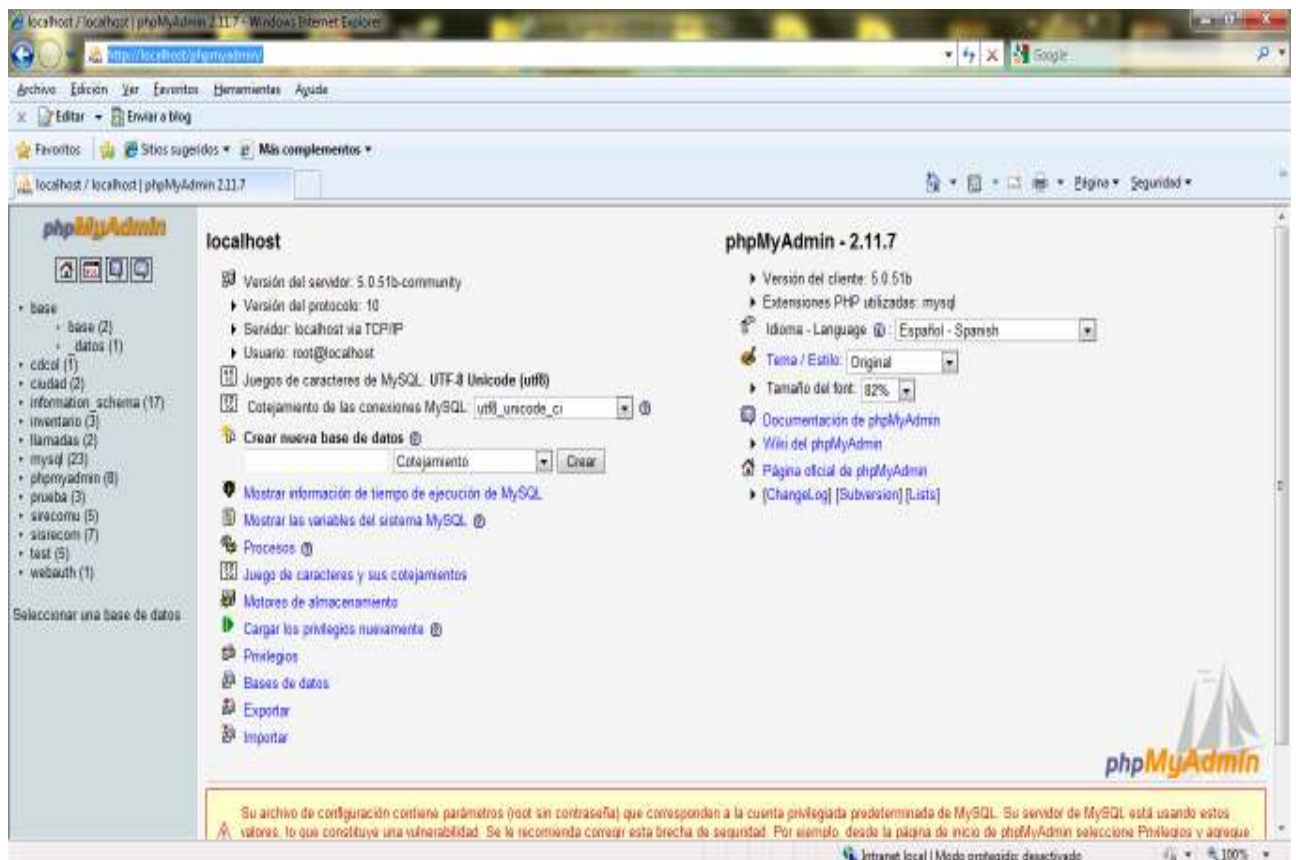 localhost / localhost | phpMyAdmin 2.11.7 - Windows Internet Explorer
http://localhost/phpmyadmin/
Google
Archivo Edición Ver Favoritos Herramientas Ayuda
x Editar Enviar a blog
Favoritos Sitios sugeridos Más complementos
localhost / localhost | phpMyAdmin 2.11.7
Página Seguridad
phpMyAdmin
base
base (2)
_datos (1)
cdcol (1)
ciudad (2)
information_schema (17)
inventario (3)
llamadas (2)
mysql (23)
phpmyadmin (8)
prueba (3)
sirecomu (5)
sisrecom (7)
test (5)
webauth (1)
Seleccionar una base de datos
localhost
Versión del servidor: 5.0.51b-community
Versión del protocolo: 10
Servidor: localhost via TCP/IP
Usuario: root@localhost
Juegos de caracteres de MySQL: UTF-8 Unicode (utf8)
Cotejamiento de las conexiones MySQL: utf8_unicode_ci
Crear nueva base de datos
Cotejamiento Crear
Mostrar información de tiempo de ejecución de MySQL
Mostrar las variables del sistema MySQL
Procesos
Juego de caracteres y sus cotejamientos
Motores de almacenamiento
Cargar los privilegios nuevamente
Privilegios
Bases de datos
Exportar
Importar
phpMyAdmin - 2.11.7
Versión del cliente: 5.0.51b
Extensiones PHP utilizadas: mysql
Idioma - Language : Español - Spanish
Tema / Estilo: Original
Tamaño del font: 82%
Documentación de phpMyAdmin
Wiki del phpMyAdmin
Página oficial de phpMyAdmin
[ChangeLog] [Subversion] [Lists]
phpMyAdmin
Su archivo de configuración contiene parámetros (root sin contraseña) que corresponden a la cuenta privilegiada predeterminada de MySQL. Su servidor de MySQL está usando estos
valores, lo que constituye una vulnerabilidad. Se le recomienda corregir esta brecha de seguridad. Por ejemplo, desde la página de inicio de phpMyAdmin seleccione Privilegios y agregue
Intranet local | Modo protegido: desactivado 100%